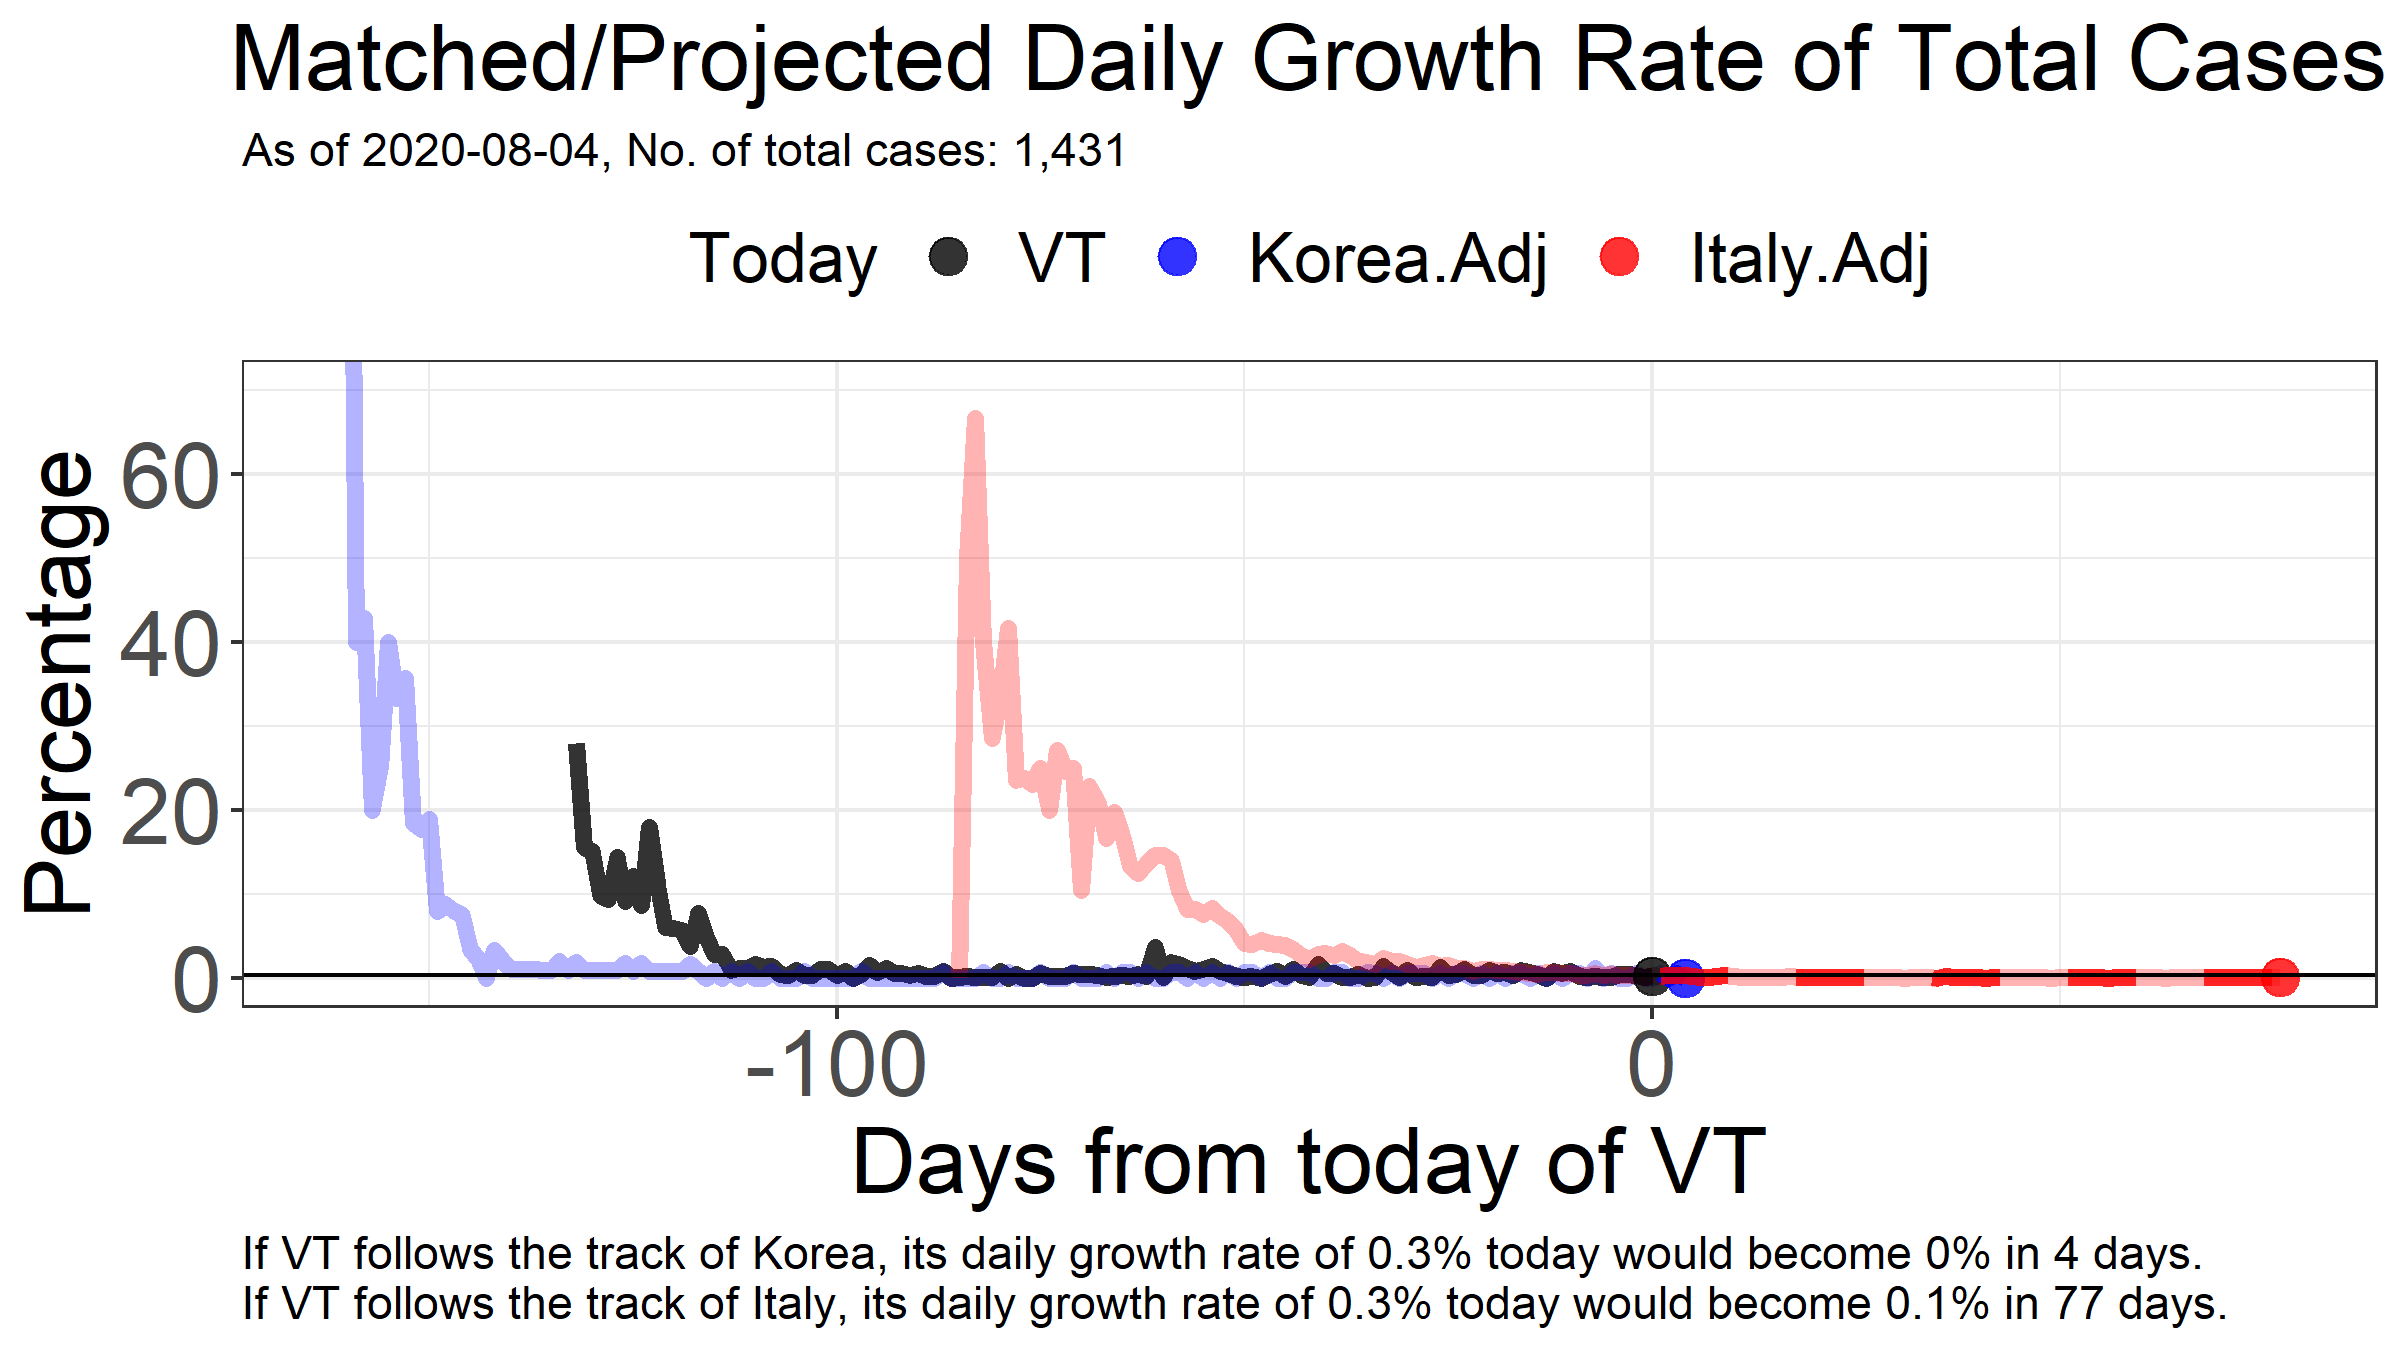 Matched/Projected Daily Growth Rate of Total Cases
As of 2020-08-04, No. of total cases: 1,431
Today VT Korea.Adj Italy.Adj
Percentage
60
40
20
0
-100 0
Days from today of VT
If VT follows the track of Korea, its daily growth rate of 0.3% today would become 0% in 4 days.
If VT follows the track of Italy, its daily growth rate of 0.3% today would become 0.1% in 77 days.